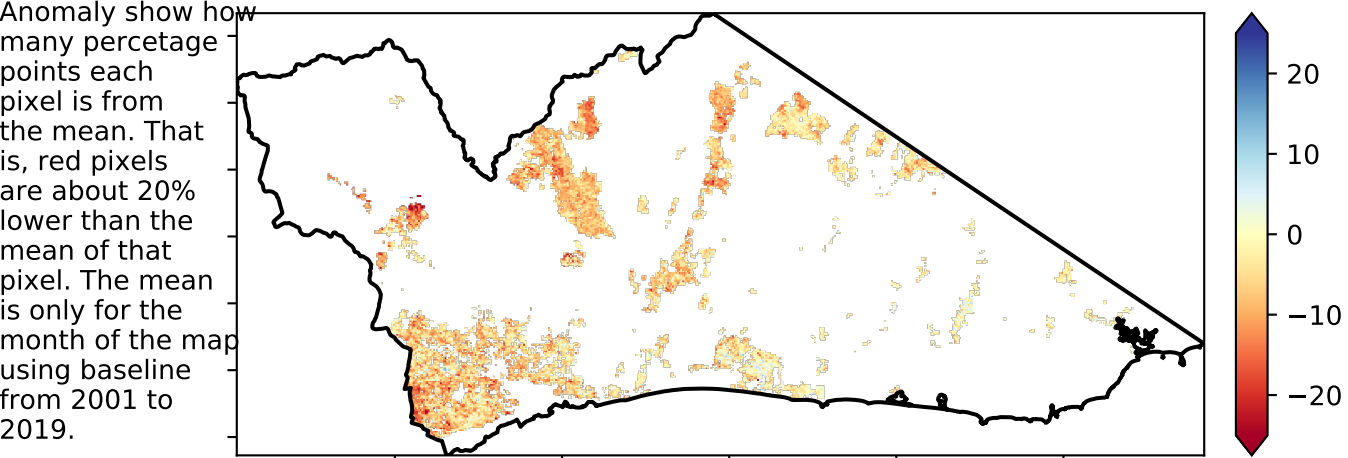 Anomaly show how
many percetage
points each
pixel is from
the mean. That
is, red pixels
are about 20%
lower than the
mean of that
pixel. The mean
is only for the
month of the map
using baseline
from 2001 to
2019.
20
10
0
−10
−20